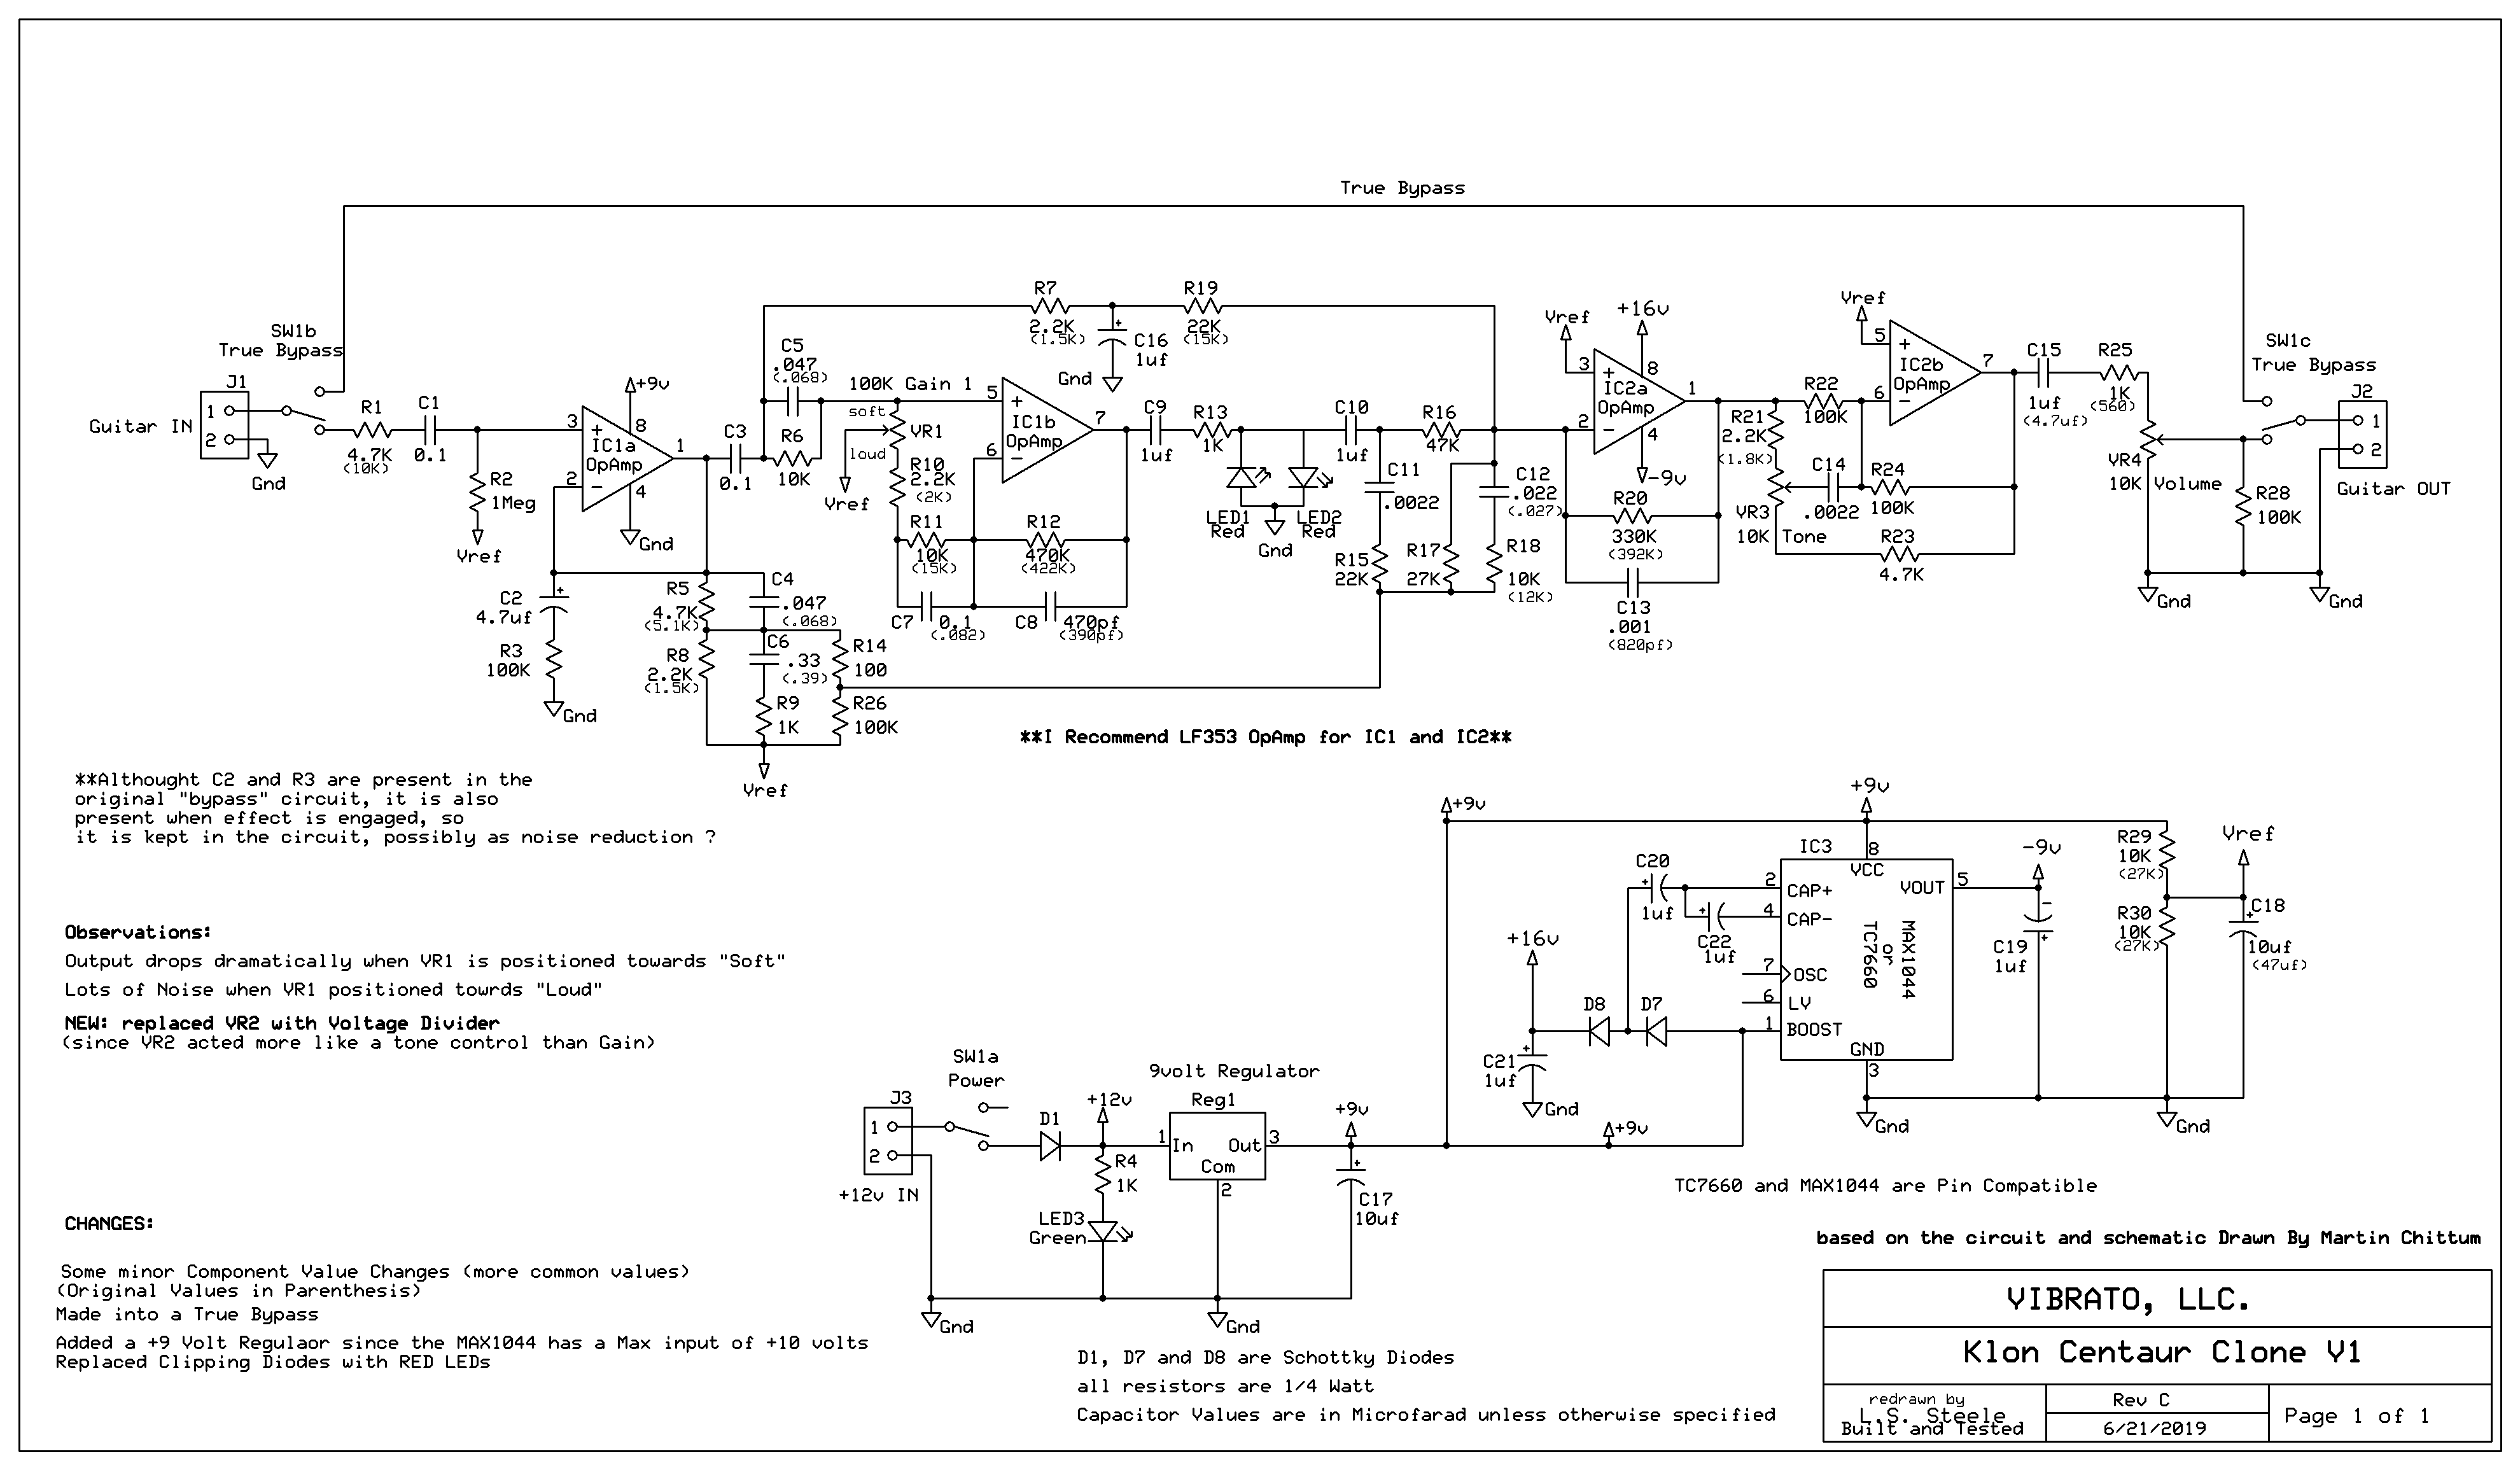 True Bypass
SW1b
True Bypass
J1
1
2
Guitar IN
Gnd
R1
4.7K
(10K)
C1
0.1
R2
1Meg
Vref
+9v
3
2
8
1
4
IC1a
OpAmp
Gnd
C2
4.7uf
R3
100K
Gnd
C3
0.1
R5
4.7K
(5.1K)
C4
.047
(.068)
R8
2.2K
(1.5K)
C6
.33
(.39)
R9
1K
R14
100
R26
100K
Vref
C5
.047
(.068)
R6
10K
100K Gain 1
soft
VR1
loud
Vref
R10
2.2K
(2K)
R11
10K
(15K)
R12
470K
(422K)
C7
0.1
(.082)
C8
470pf
(390pf)
5
6
7
IC1b
OpAmp
R7
2.2K
(1.5K)
C16
1uf
Gnd
R19
22K
(15K)
C9
1uf
R13
1K
LED1
Red
LED2
Red
Gnd
C10
1uf
C11
.0022
R15
22K
R16
47K
R17
27K
C12
.022
(.027)
R18
10K
(12K)
Vref
+16v
3
2
8
1
4
IC2a
OpAmp
-9v
R20
330K
(392K)
C13
.001
(820pf)
R21
2.2K
(1.8K)
VR3
10K Tone
R22
100K
C14
.0022
R24
100K
R23
4.7K
Vref
5
6
7
IC2b
OpAmp
C15
1uf
(4.7uf)
R25
1K
(560)
VR4
10K Volume
Gnd
R28
100K
SW1c
True Bypass
J2
1
2
Guitar OUT
Gnd
**I Recommend LF353 OpAmp for IC1 and IC2**
**Althought C2 and R3 are present in the
original "bypass" circuit, it is also
present when effect is engaged, so
it is kept in the circuit, possibly as noise reduction ?
Observations:
Output drops dramatically when VR1 is positioned towards "Soft"
Lots of Noise when VR1 positioned towrds "Loud"
NEW: replaced VR2 with Voltage Divider
(since VR2 acted more like a tone control than Gain)
CHANGES:
Some minor Component Value Changes (more common values)
(Original Values in Parenthesis)
Made into a True Bypass
Added a +9 Volt Regulaor since the MAX1044 has a Max input of +10 volts
Replaced Clipping Diodes with RED LEDs
J3
1
2
+12v IN
Gnd
SW1a
Power
D1
+12v
R4
1K
LED3
Green
9volt Regulator
Reg1
1
In
Out
3
Com
2
Gnd
+9v
C17
10uf
+9v
+9v
+16v
C21
1uf
Gnd
D8
D7
C20
1uf
C22
1uf
+9v
IC3
8
VCC
2
CAP+
VOUT
5
4
CAP-
7
OSC
6
LV
1
BOOST
GND
3
MAX1044
or
TC7660
Gnd
-9v
C19
1uf
R29
10K
(27K)
R30
10K
(27K)
Vref
C18
10uf
(47uf)
Gnd
TC7660 and MAX1044 are Pin Compatible
based on the circuit and schematic Drawn By Martin Chittum
D1, D7 and D8 are Schottky Diodes
all resistors are 1/4 Watt
Capacitor Values are in Microfarad unless otherwise specified
VIBRATO, LLC.
Klon Centaur Clone V1
redrawn by
L.S. Steele
Built and Tested
Rev C
6/21/2019
Page 1 of 1